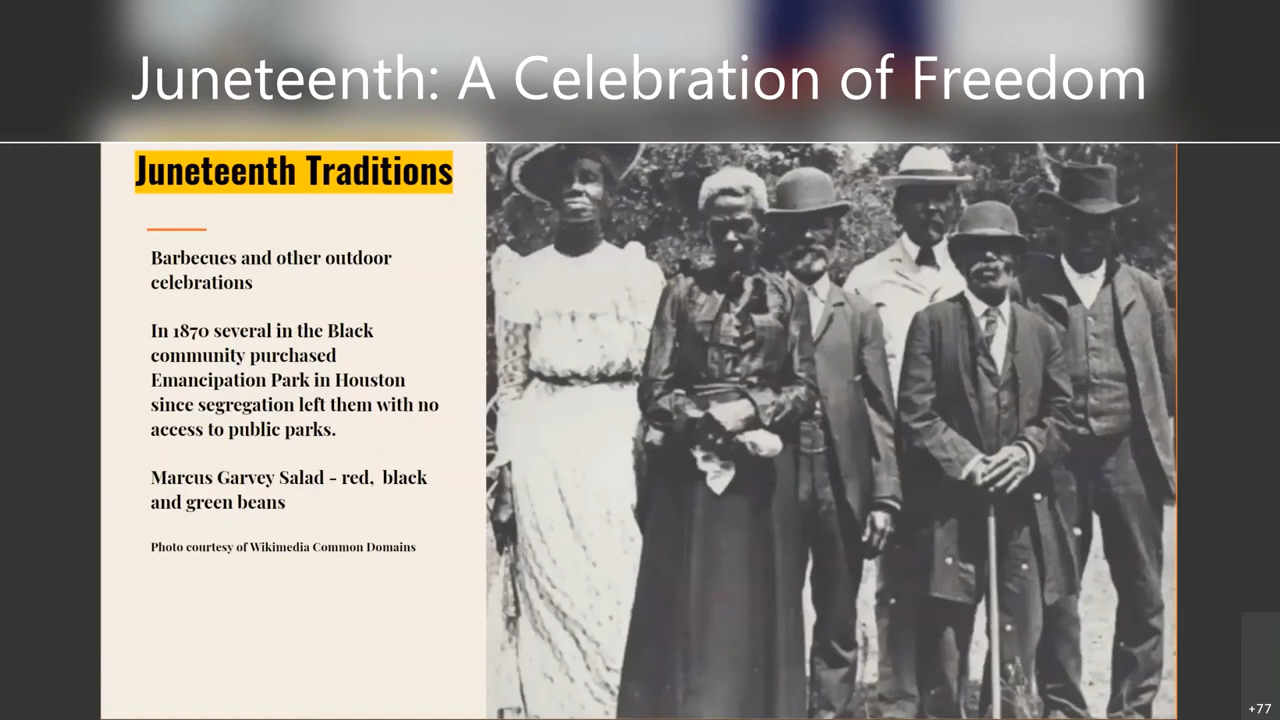 Juneteenth: A Celebration of Freedom
Juneteenth Traditions
Barbecues and other outdoor
celebrations
In 1870 several in the Black
community purchased
Emancipation Park in Houston
since segregation left them with no
access to public parks.
Marcus Garvey Salad - red,  black
and green beans
Photo courtesy of Wikimedia Common Domains
+77